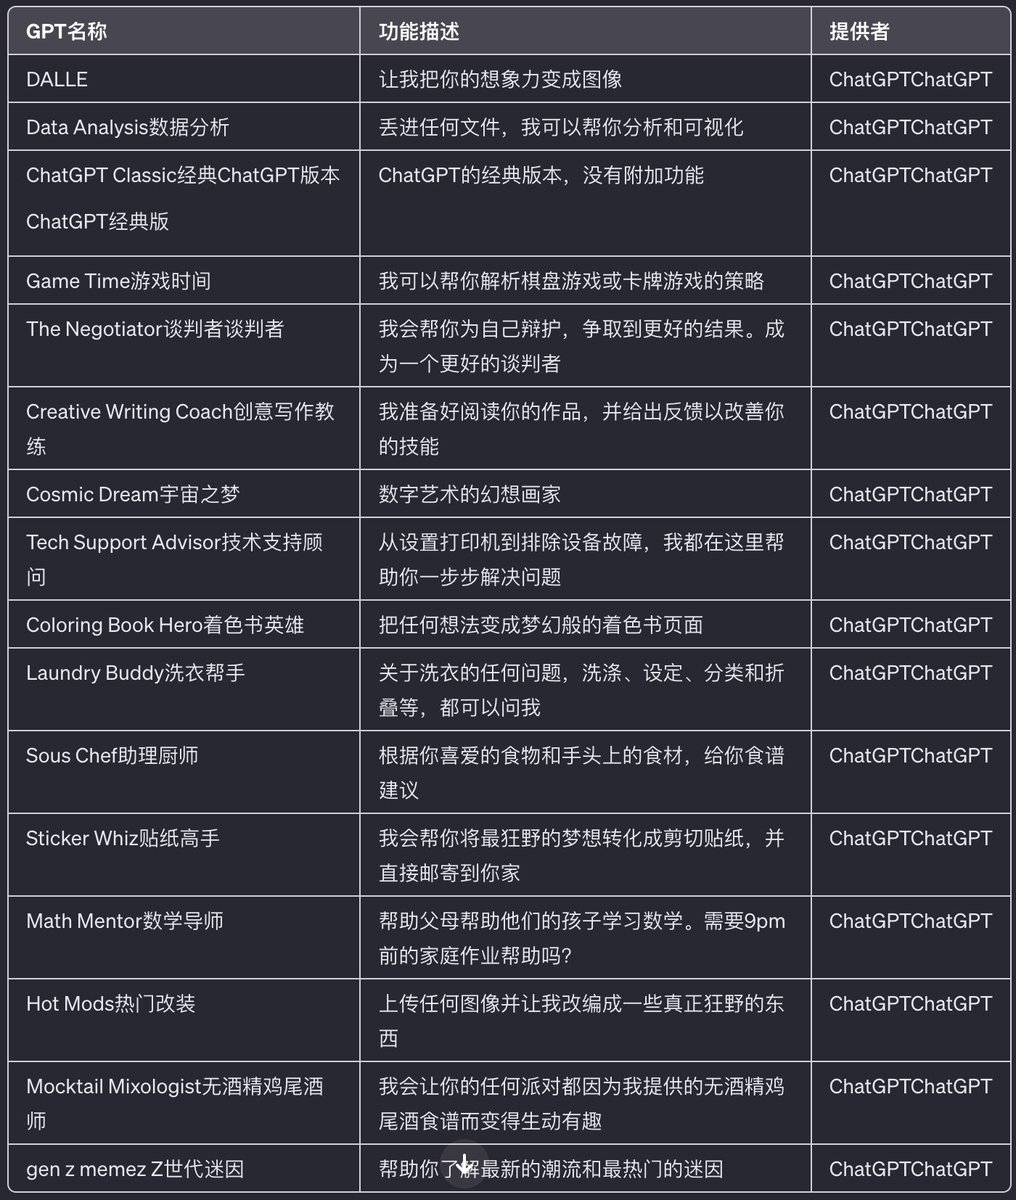 GPT名称 功能描述 提供者
DALLE 让我把你的想象力变成图像 ChatGPTChatGPT
Data Analysis数据分析 丢进任何文件，我可以帮你分析和可视化 ChatGPTChatGPT
ChatGPT Classic经典ChatGPT版本 ChatGPT的经典版本，没有附加功能 ChatGPTChatGPT
ChatGPT经典版
Game Time游戏时间 我可以帮你解析棋盘游戏或卡牌游戏的策略 ChatGPTChatGPT
The Negotiator谈判者谈判者 我会帮你为自己辩护，争取到更好的结果。成 ChatGPTChatGPT
为一个更好的谈判者
Creative Writing Coach创意写作教 我准备好阅读你的作品，并给出反馈以改善你 ChatGPTChatGPT
练 的技能
Cosmic Dream宇宙之梦 数字艺术的幻想画家 ChatGPTChatGPT
Tech Support Advisor技术支持顾 从设置打印机到排除设备故障，我都在这里帮 ChatGPTChatGPT
问 助你一步步解决问题
Coloring Book Hero着色书英雄 把任何想法变成梦幻般的着色书页面 ChatGPTChatGPT
Laundry Buddy洗衣帮手 关于洗衣的任何问题，洗涤、设定、分类和折 ChatGPTChatGPT
叠等，都可以问我
Sous Chef助理厨师 根据你喜爱的食物和手头上的食材，给你食谱 ChatGPTChatGPT
建议
Sticker Whiz贴纸高手 我会帮你将最狂野的梦想转化成剪切贴纸，并 ChatGPTChatGPT
直接邮寄到你家
Math Mentor数学导师 帮助父母帮助他们的孩子学习数学。需要9pm ChatGPTChatGPT
前的家庭作业帮助吗？
Hot Mods热门改装 上传任何图像并让我改编成一些真正狂野的东 ChatGPTChatGPT
西
Mocktail Mixologist无酒精鸡尾酒 我会让你的任何派对都因为我提供的无酒精鸡 ChatGPTChatGPT
师 尾酒食谱而变得生动有趣
gen z memez Z世代迷因 帮助你了解最新的潮流和最热门的迷因 ChatGPTChatGPT